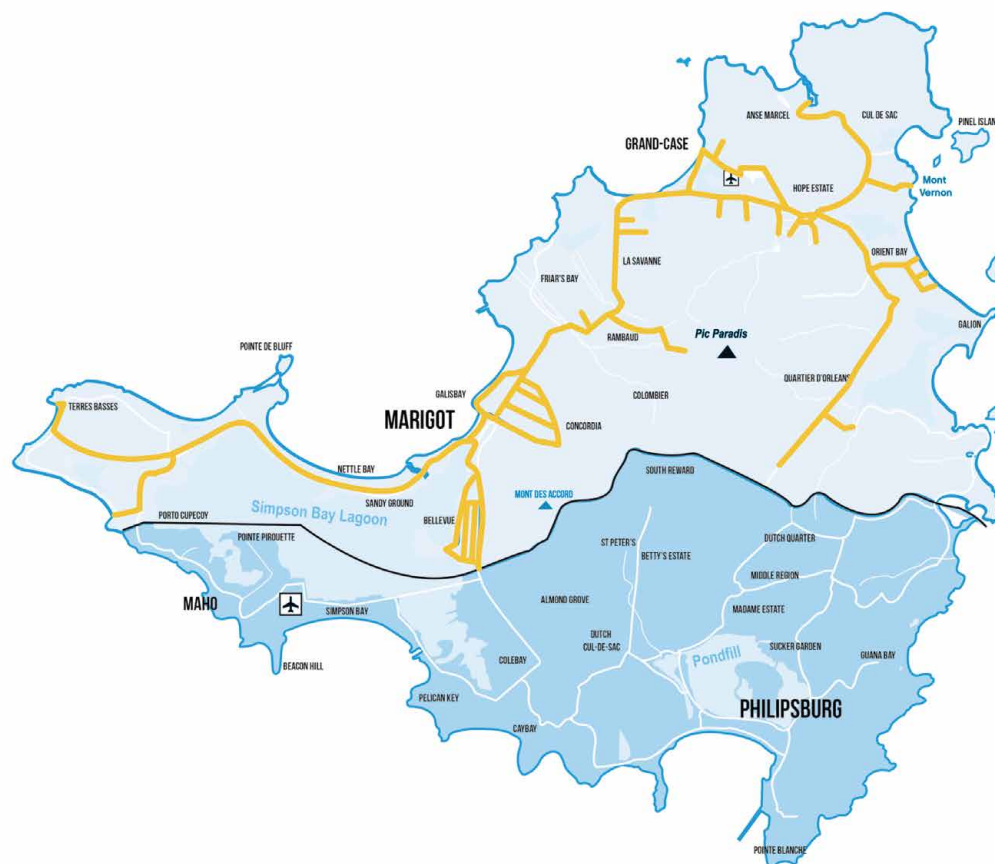 ANSE MARCEL
CUL DE SAC
PINEL ISLAN
GRAND-CASE
Mont
Vernon
HOPE ESTATE
ORIENT BAY
LA SAVANNE
FRIAR'S BAY
GALION
Pic Paradis
RAMBAUD
POINTE DE BLUFF
QUARTIER D'ORLEANS
GALISBAY
COLOMBIER
TERRES BASSES
MARIGOT
CONCORDIA
NETTLE BAY
SOUTH REWARD
SANDY GROUND
MONT DES ACCORD
Simpson Bay Lagoon
PORTO CUPECOY
BELLEVUE
POINTE PIROUETTE
ST PETER'S
DUTCH QUARTER
BETTY'S ESTATE
MIDDLE REGION
MAHO
SIMPSON BAY
ALMOND GROVE
MADAME ESTATE
DUTCH
CUL-DE-SAC
SUCKER GARDEN
GUANA BAY
BEACON HILL
COLEBAY
Pondfill
PELICAN KEY
PHILIPSBURG
CAYBAY
POINTE BLANCHE